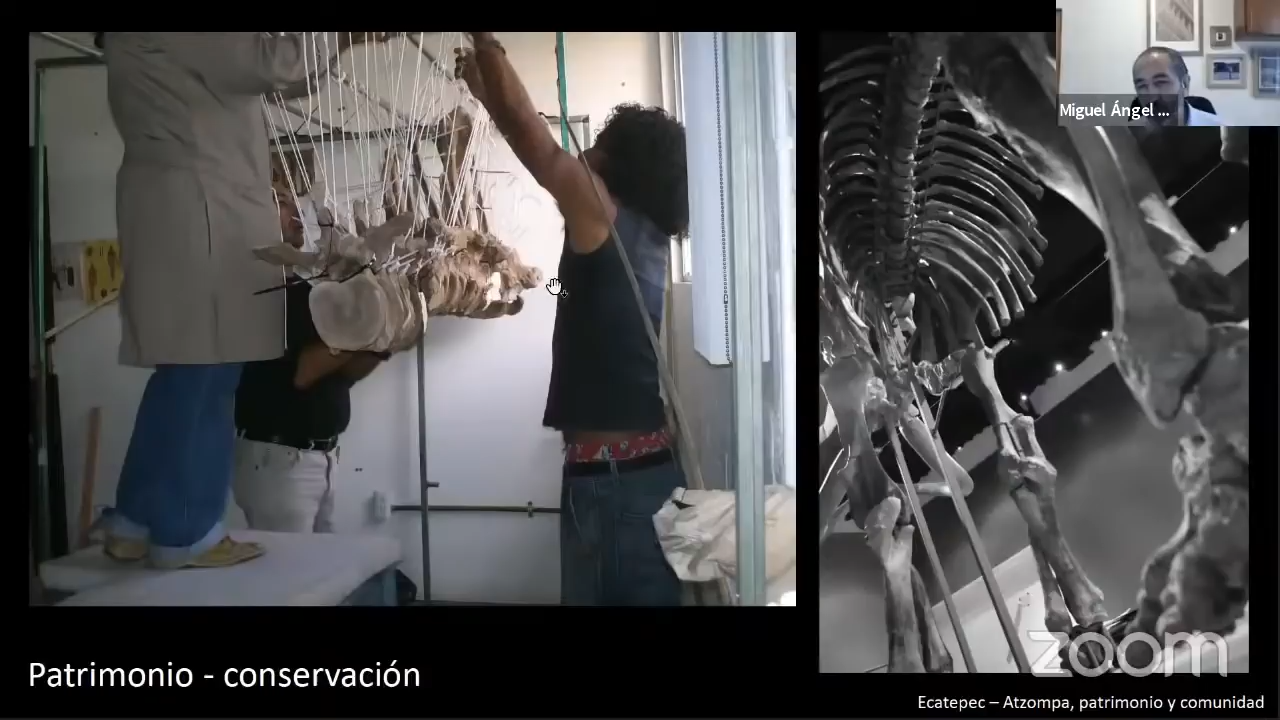 Miguel Ángel ...
zoom
Patrimonio - conservación
Ecatepec – Atzompa, patrimonio y comunidad